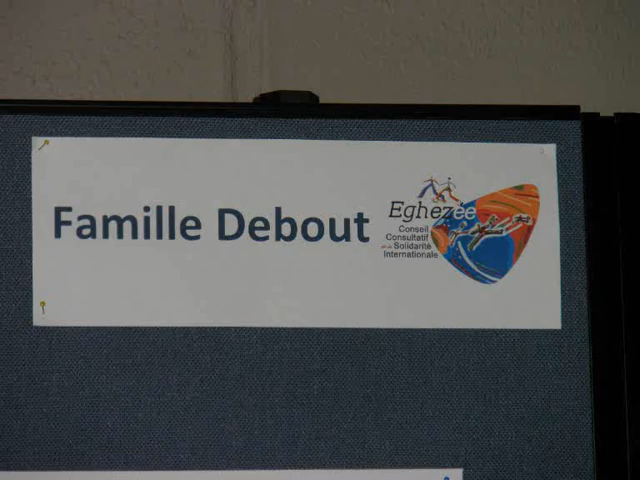 Famille Debout
Eghezée
Conseil
Consultatif
de la Solidarité
Internationale